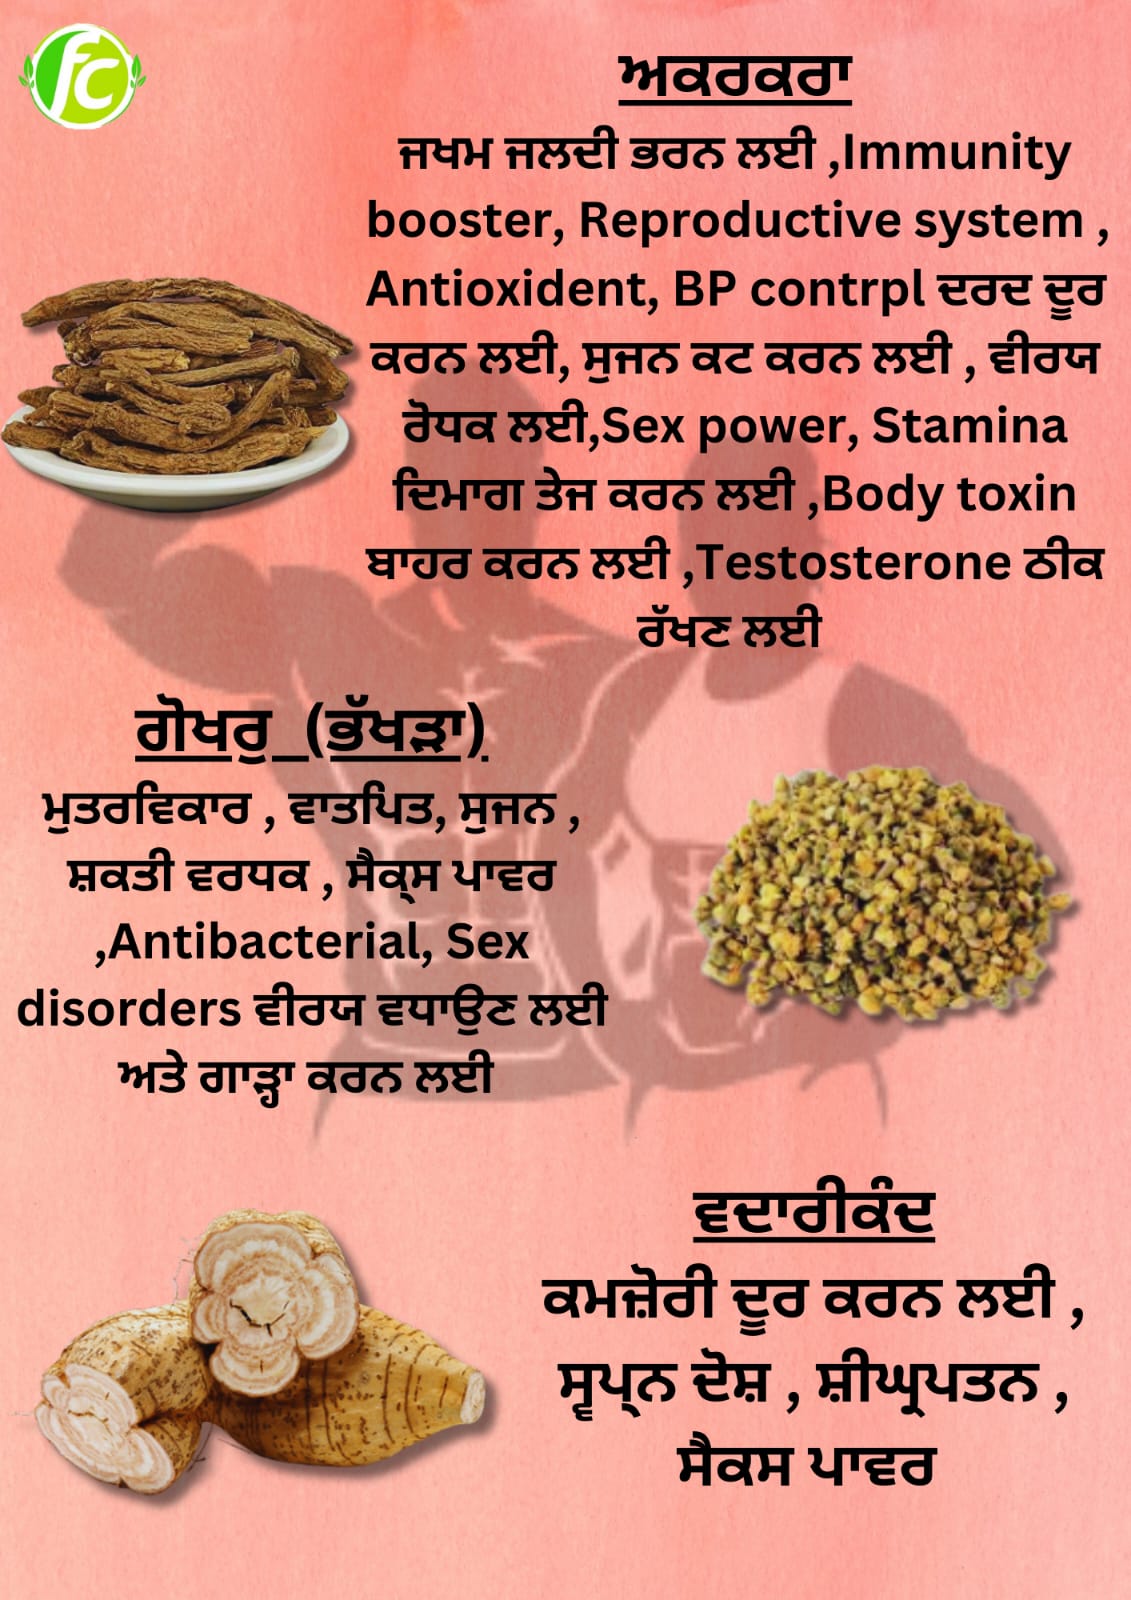 fc
ਅਕਰਕਰਾ
ਜਖਮ ਜਲਦੀ ਭਰਨ ਲਈ ,Immunity
booster, Reproductive system ,
Antioxident, BP contrpl ਦਰਦ ਦੂਰ
ਕਰਨ ਲਈ, ਸੁਜਨ ਕਟ ਕਰਨ ਲਈ , ਵੀਰਯ
ਰੋਧਕ ਲਈ,Sex power, Stamina
ਦਿਮਾਗ ਤੇਜ ਕਰਨ ਲਈ ,Body toxin
ਬਾਹਰ ਕਰਨ ਲਈ ,Testosterone ਠੀਕ
ਰੱਖਣ ਲਈ
ਗੋਖਰੁ (ਭੱਖੜਾ)
ਮੁਤਰਵਿਕਾਰ , ਵਾਤਪਿਤ, ਸੁਜਨ ,
ਸ਼ਕਤੀ ਵਰਧਕ , ਸੈਕ੍ਸ ਪਾਵਰ
,Antibacterial, Sex
disorders ਵੀਰਯ ਵਧਾਉਣ ਲਈ
ਅਤੇ ਗਾੜ੍ਹਾ ਕਰਨ ਲਈ
ਵਦਾਰੀਕੰਦ
ਕਮਜ਼ੋਰੀ ਦੂਰ ਕਰਨ ਲਈ ,
ਸ੍ਵਪ੍ਨ ਦੋਸ਼ , ਸ਼ੀਘ੍ਰਪਤਨ ,
ਸੈਕਸ ਪਾਵਰ